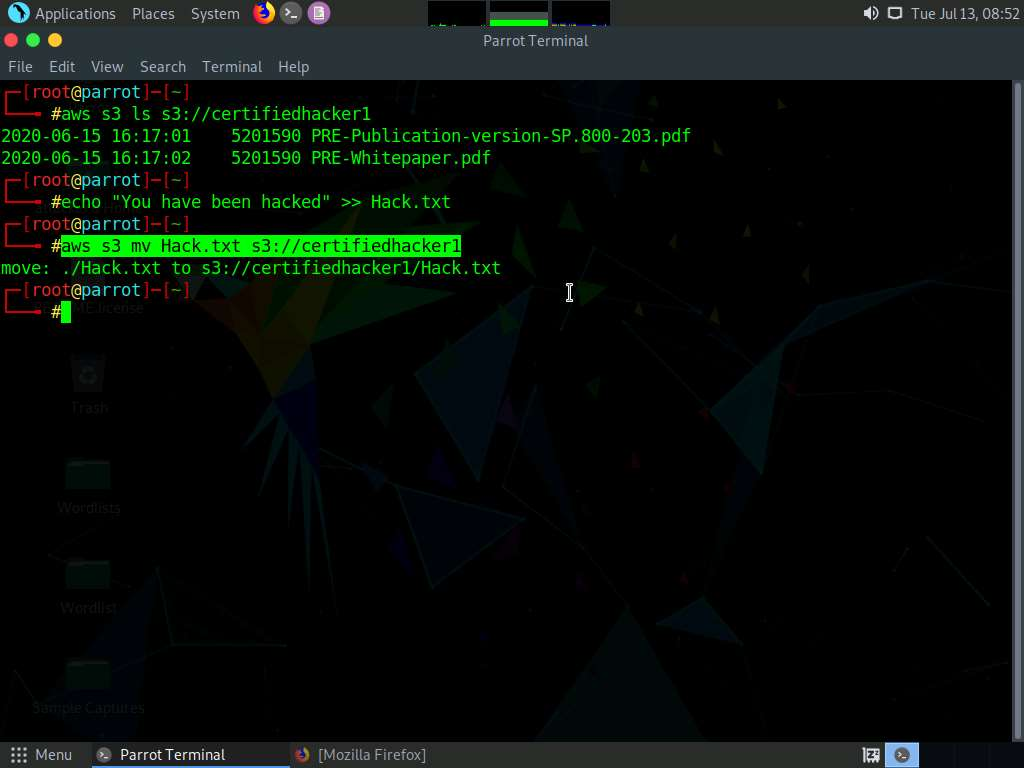 Applications Places System Tue Jul 13, 08:52
Parrot Terminal
File Edit View Search Terminal Help
┌─[root@parrot]─[~]
└──╼ #aws s3 ls s3://certifiedhacker1
2020-06-15 16:17:01    5201590 PRE-Publication-version-SP.800-203.pdf
2020-06-15 16:17:02    5201590 PRE-Whitepaper.pdf
┌─[root@parrot]─[~]
└──╼ #echo "You have been hacked" >> Hack.txt
┌─[root@parrot]─[~]
└──╼ #aws s3 mv Hack.txt s3://certifiedhacker1
move: ./Hack.txt to s3://certifiedhacker1/Hack.txt
┌─[root@parrot]─[~]
└──╼ #
README.license
Trash
Wordlists
Wordlist
Sample Captures
Menu Parrot Terminal [Mozilla Firefox]